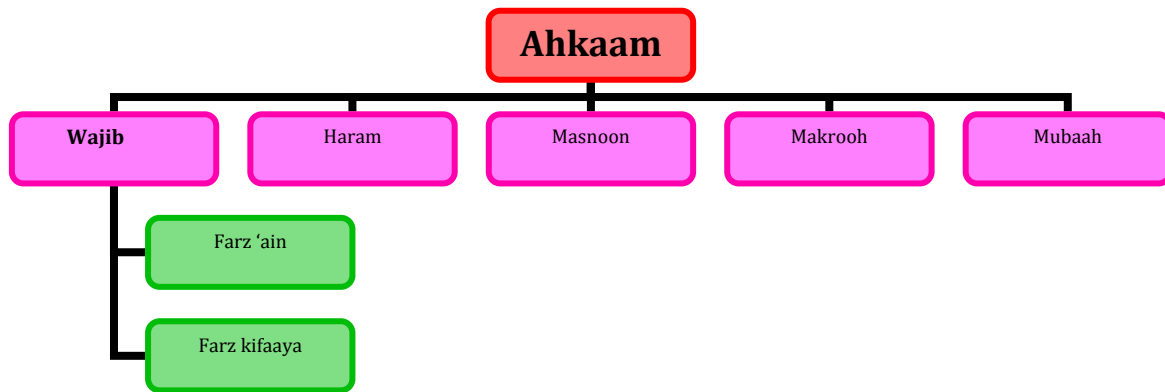 Ahkaam
Wajib
Haram
Masnoon
Makrooh
Mubaah
Farz ‘ain
Farz kifaaya